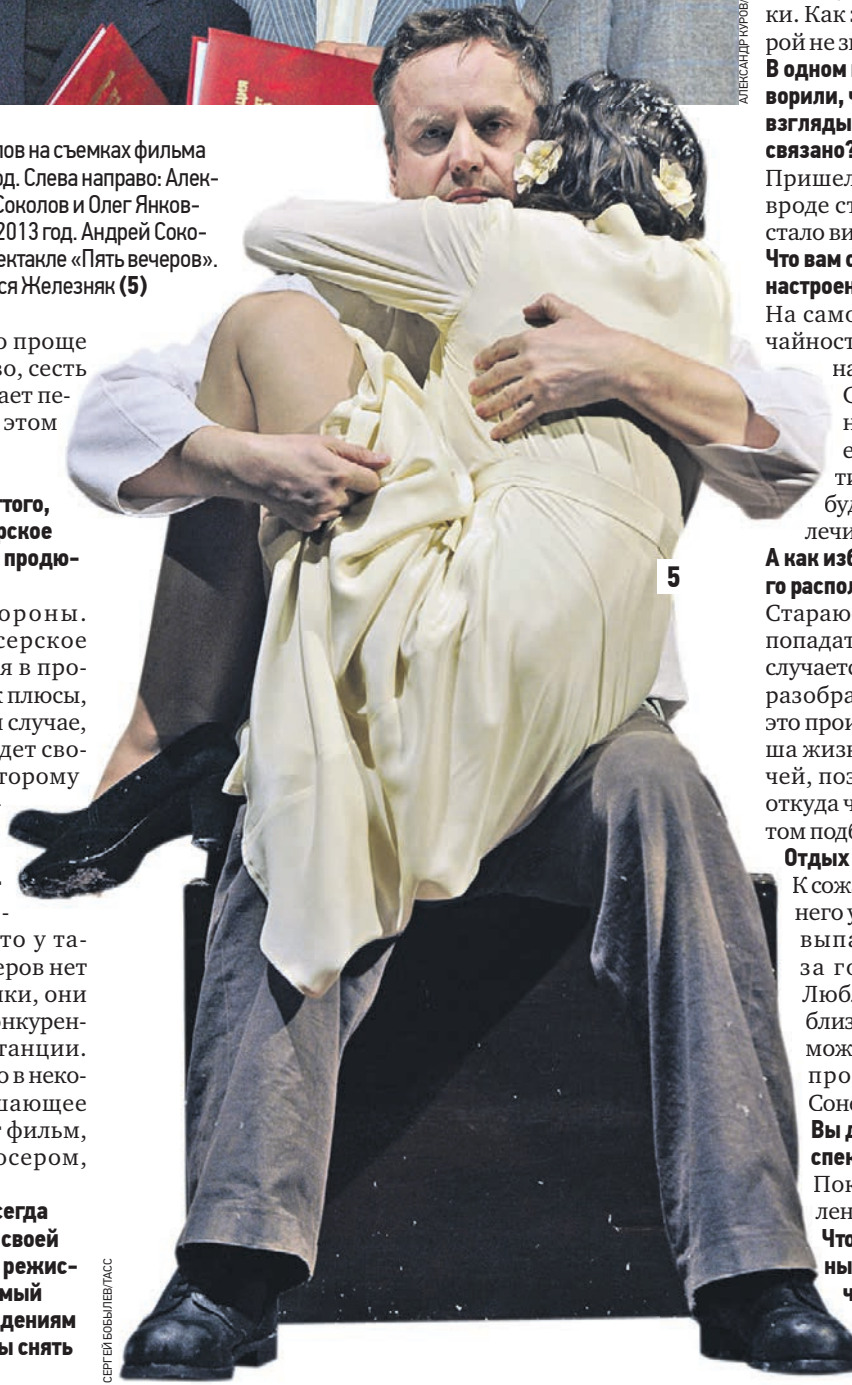 АЛЕКСАНДР КУРОВ/
лов на съемках фильма
од. Слева направо: Алек-
Соколов и Олег Янков-
2013 год. Андрей Соко-
ектакле «Пять вечеров».
ся Железняк (5)
о проще
во, сесть
ает пе-
этом
ттого,
рское
продю-
ороны.
серское
я в про-
к плюсы,
и случае,
дет сво-
торому
-
то у та-
еров нет
ики, они
онкурен-
танции.
о в неко-
шающее
т фильм,
юсером,
сегда
своей
режис-
мый
дениям
ы снять
СЕРГЕЙ БОБЫЛЕВ/ТАСС
5
ки. Как
рой не зн
В одном
ворили, ч
взгляды
связано?
Пришел
вроде ст
стало ви
Что вам
настроен
На само
чайност
на
С
н
е
ти
буд
лечи
А как изб
го распол
Стараю
попадат
случаетс
разобра
это прои
ша жизн
чей, поз
откуда ч
том подб
Отдых
К сож
него у
выпа
за го
Любл
близ
мож
про
Соне
Вы д
спек
Пок
лен
Что
ны
ч